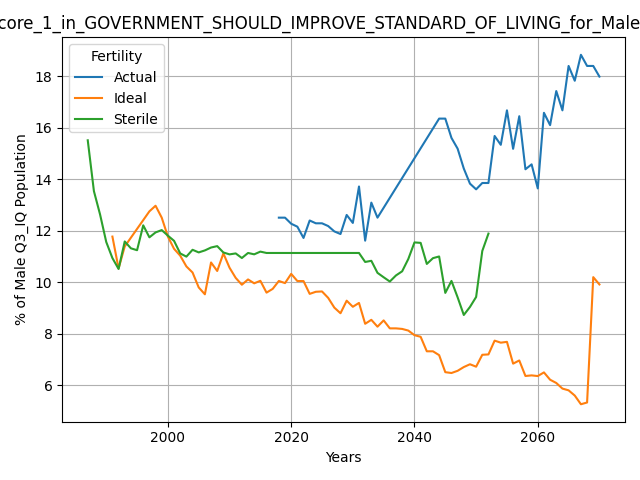 core_1_in_GOVERNMENT_SHOULD_IMPROVE_STANDARD_OF_LIVING_for_Male
Fertility
Actual
Ideal
Sterile
% of Male Q3_IQ Population
18
16
14
12
10
8
6
2000 2020 2040 2060
Years